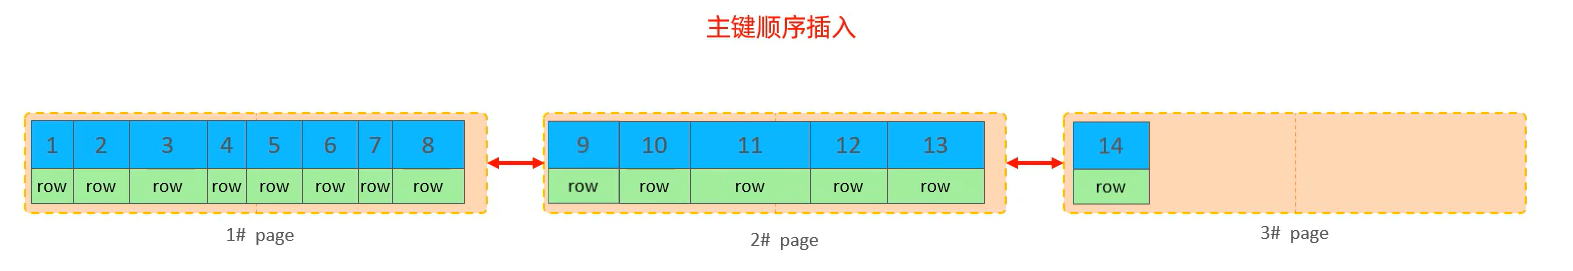 主键顺序插入
1 2 3 4 5 6 7 8
row row row row row row row row
1# page
9 10 11 12 13
row row row row row
2# page
14
row
3# page